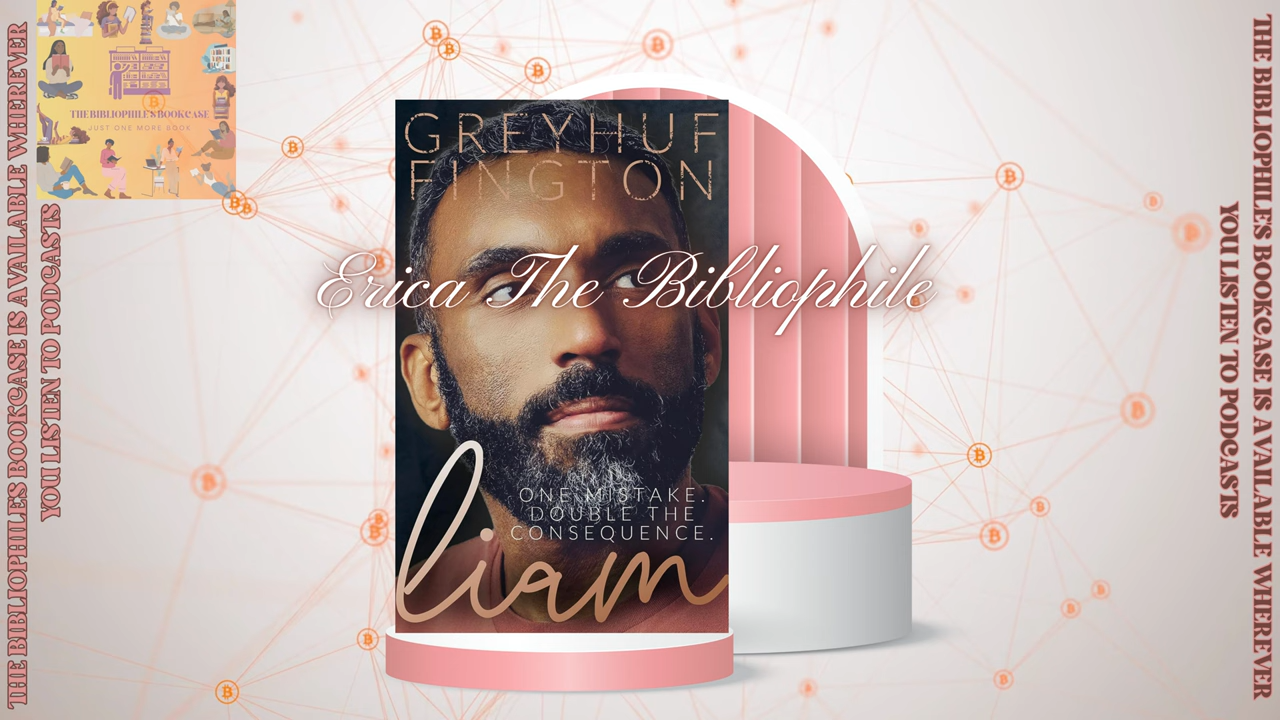 THE BIBLIOPHILE'S BOOKCASE IS AVAILABLE WHEREVER
YOU LISTEN TO PODCASTS
THE BIBLIOPHILE'S BOOKCASE
JUST ONE MORE BOOK
GREYHUF
FINGTON
Erica The Bibliophile
ONE MISTAKE.
DOUBLE THE
CONSEQUENCE.
liam
THE BIBLIOPHILE'S BOOKCASE IS AVAILABLE WHEREVER
YOU LISTEN TO PODCASTS